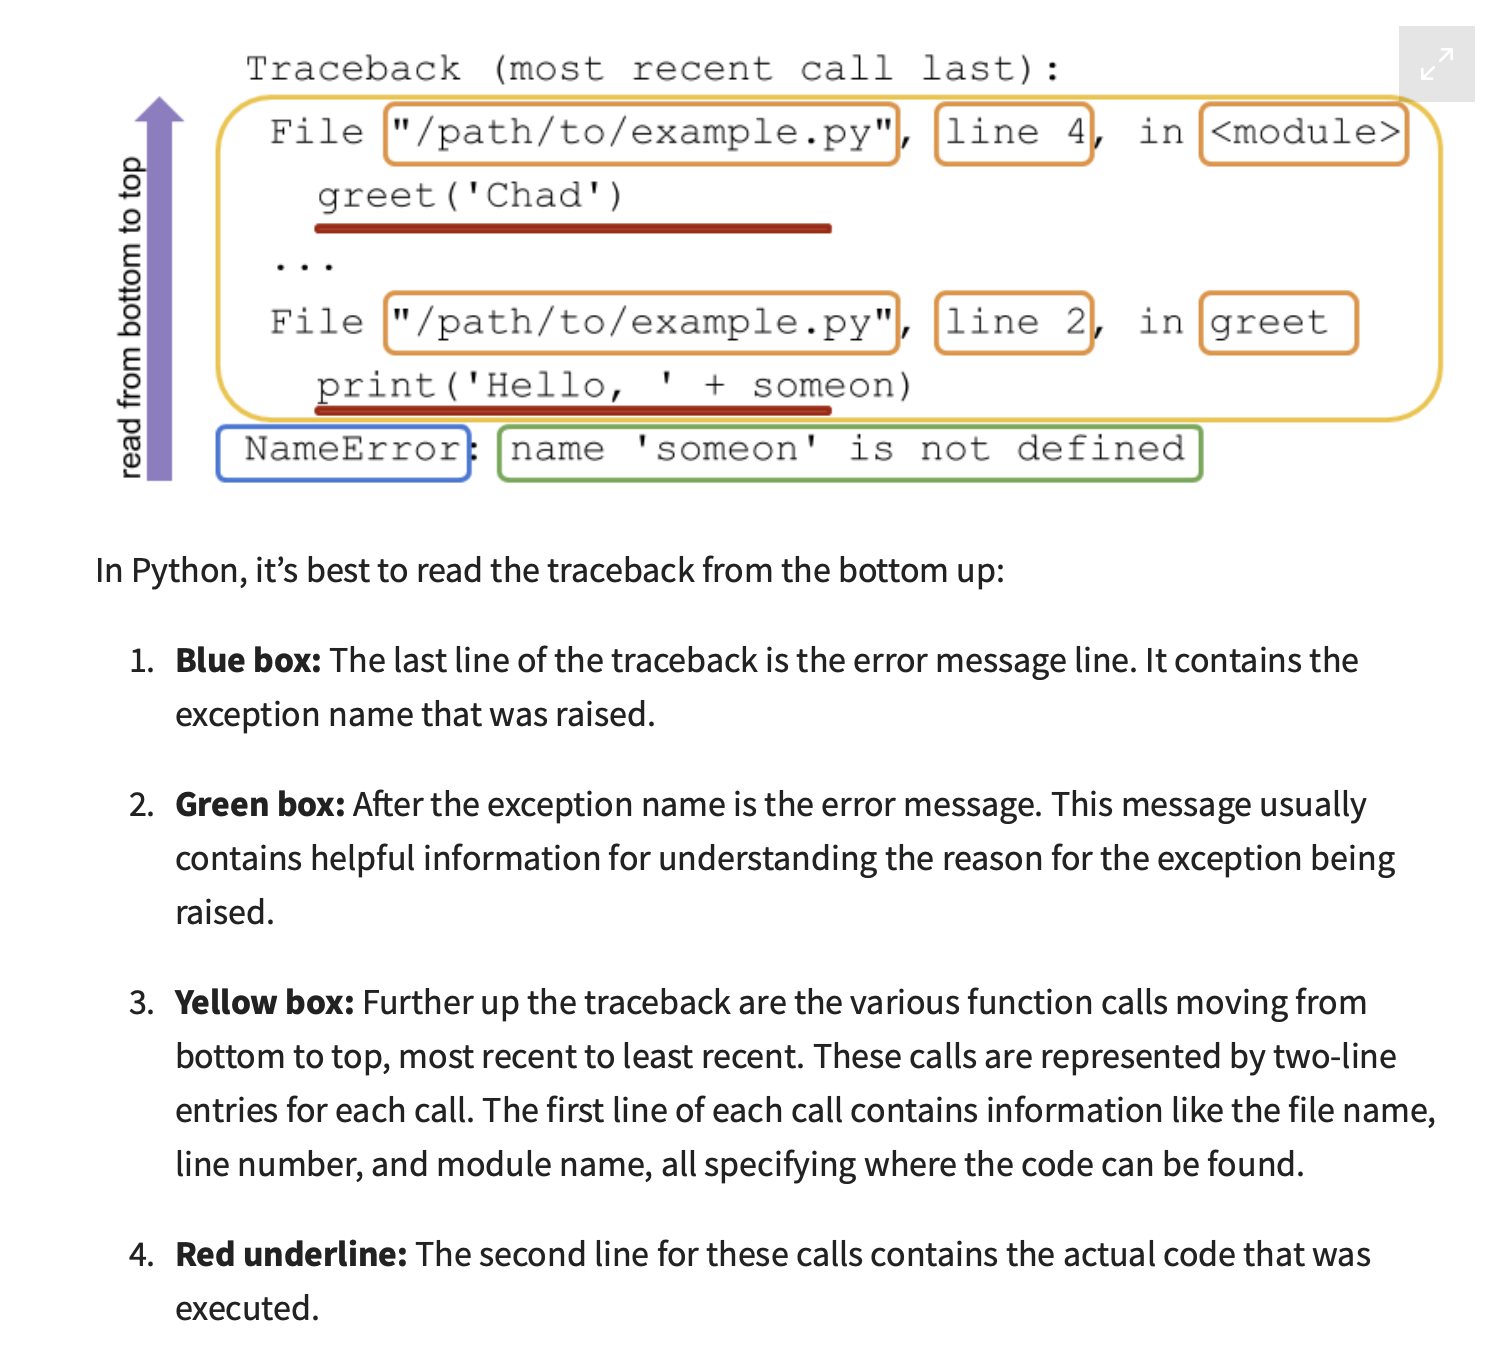 Traceback (most recent call last):
File "/path/to/example.py", line 4, in <module>
greet('Chad')
...
File "/path/to/example.py", line 2, in greet
print('Hello, ' + someon)
NameError: name 'someon' is not defined
read from bottom to top
In Python, it’s best to read the traceback from the bottom up:
1. Blue box: The last line of the traceback is the error message line. It contains the
exception name that was raised.
2. Green box: After the exception name is the error message. This message usually
contains helpful information for understanding the reason for the exception being
raised.
3. Yellow box: Further up the traceback are the various function calls moving from
bottom to top, most recent to least recent. These calls are represented by two-line
entries for each call. The first line of each call contains information like the file name,
line number, and module name, all specifying where the code can be found.
4. Red underline: The second line for these calls contains the actual code that was
executed.